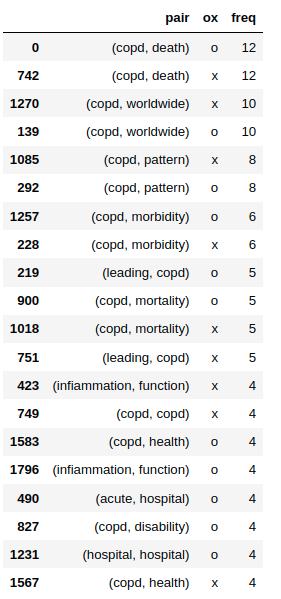 pair ox freq
0 (copd, death) o 12
742 (copd, death) x 12
1270 (copd, worldwide) x 10
139 (copd, worldwide) o 10
1085 (copd, pattern) x 8
292 (copd, pattern) o 8
1257 (copd, morbidity) o 6
228 (copd, morbidity) x 6
219 (leading, copd) o 5
900 (copd, mortality) o 5
1018 (copd, mortality) x 5
751 (leading, copd) x 5
423 (infiammation, function) x 4
749 (copd, copd) x 4
1583 (copd, health) o 4
1796 (infiammation, function) o 4
490 (acute, hospital) o 4
827 (copd, disability) o 4
1231 (hospital, hospital) o 4
1567 (copd, health) x 4